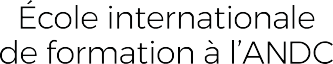 École internationale
de formation à l'ANDC